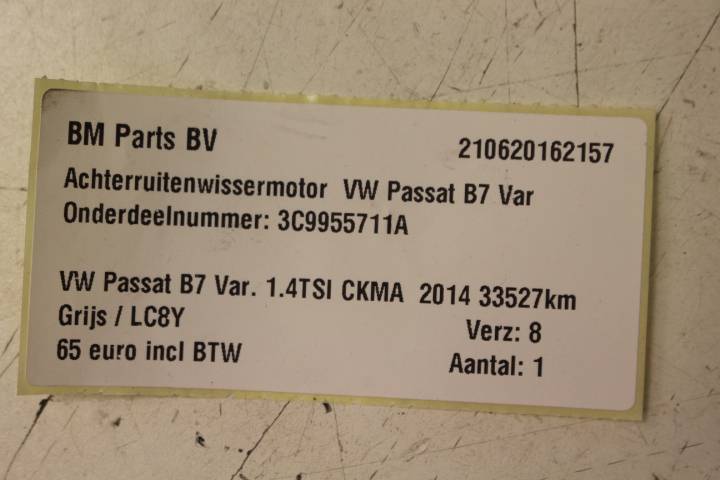 BM Parts BV 210620162157
Achterruitenwissermotor VW Passat B7 Var
Onderdeelnummer: 3C9955711A
VW Passat B7 Var. 1.4TSI CKMA 2014 33527km
Grijs / LC8Y Verz: 8
65 euro incl BTW Aantal: 1